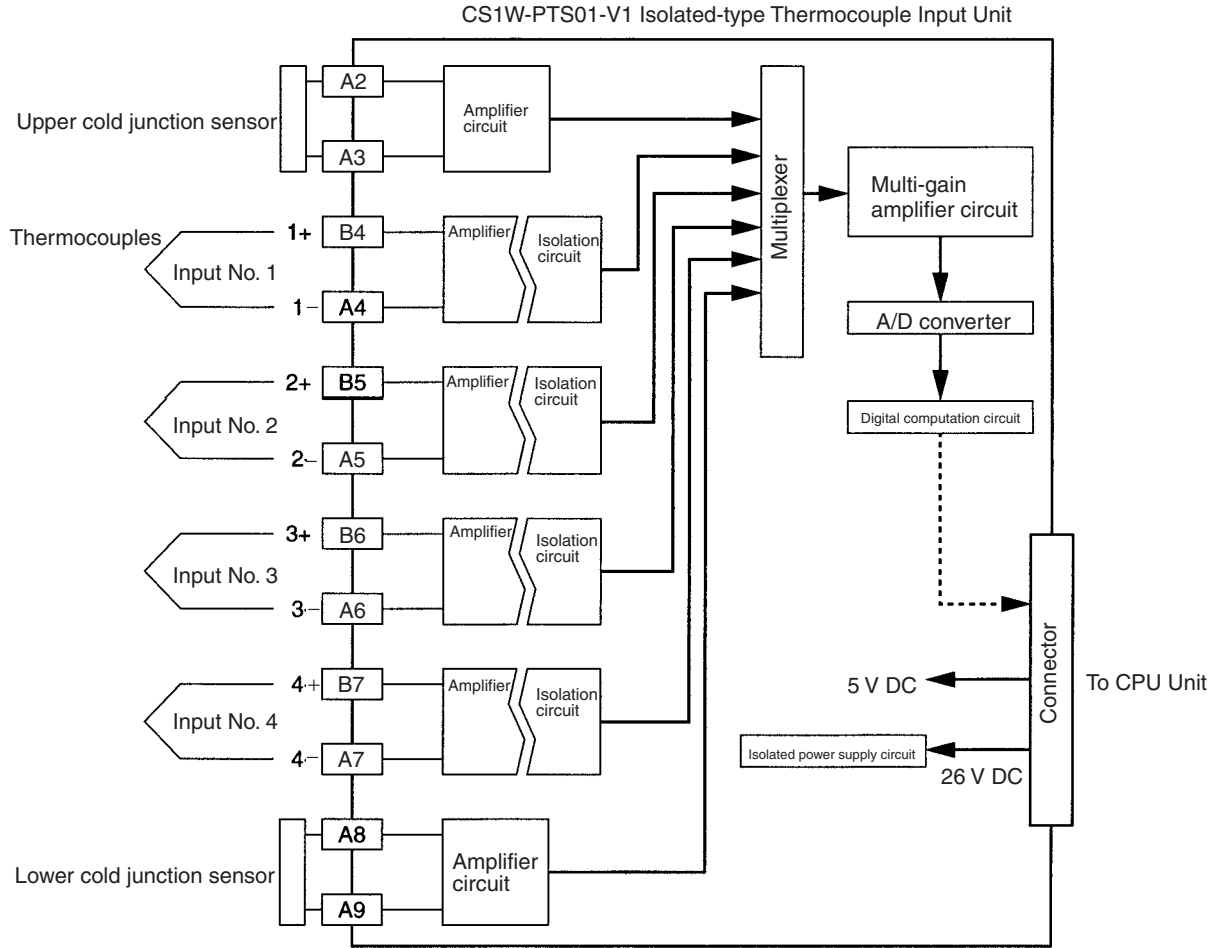 CS1W-PTS01-V1 Isolated-type Thermocouple Input Unit
Upper cold junction sensor
A2
A3
Amplifier
circuit
Thermocouples
1+
B4
Input No. 1
1–
A4
Amplifier
Isolation
circuit
2+
B5
Input No. 2
2–
A5
Amplifier
Isolation
circuit
3+
B6
Input No. 3
3–
A6
Amplifier
Isolation
circuit
4+
B7
Input No. 4
4–
A7
Amplifier
Isolation
circuit
Lower cold junction sensor
A8
A9
Amplifier
circuit
Multiplexer
Multi-gain
amplifier circuit
A/D converter
Digital computation circuit
5 V DC
Isolated power supply circuit
26 V DC
Connector
To CPU Unit